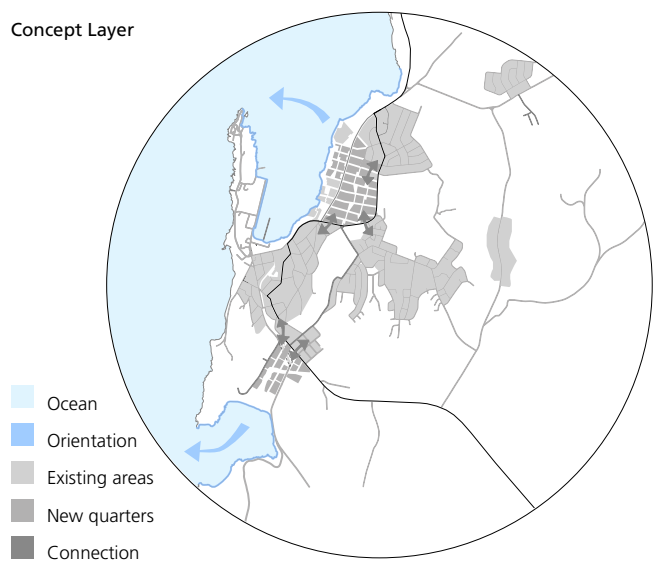 Concept Layer
Ocean
Orientation
Existing areas
New quarters
Connection